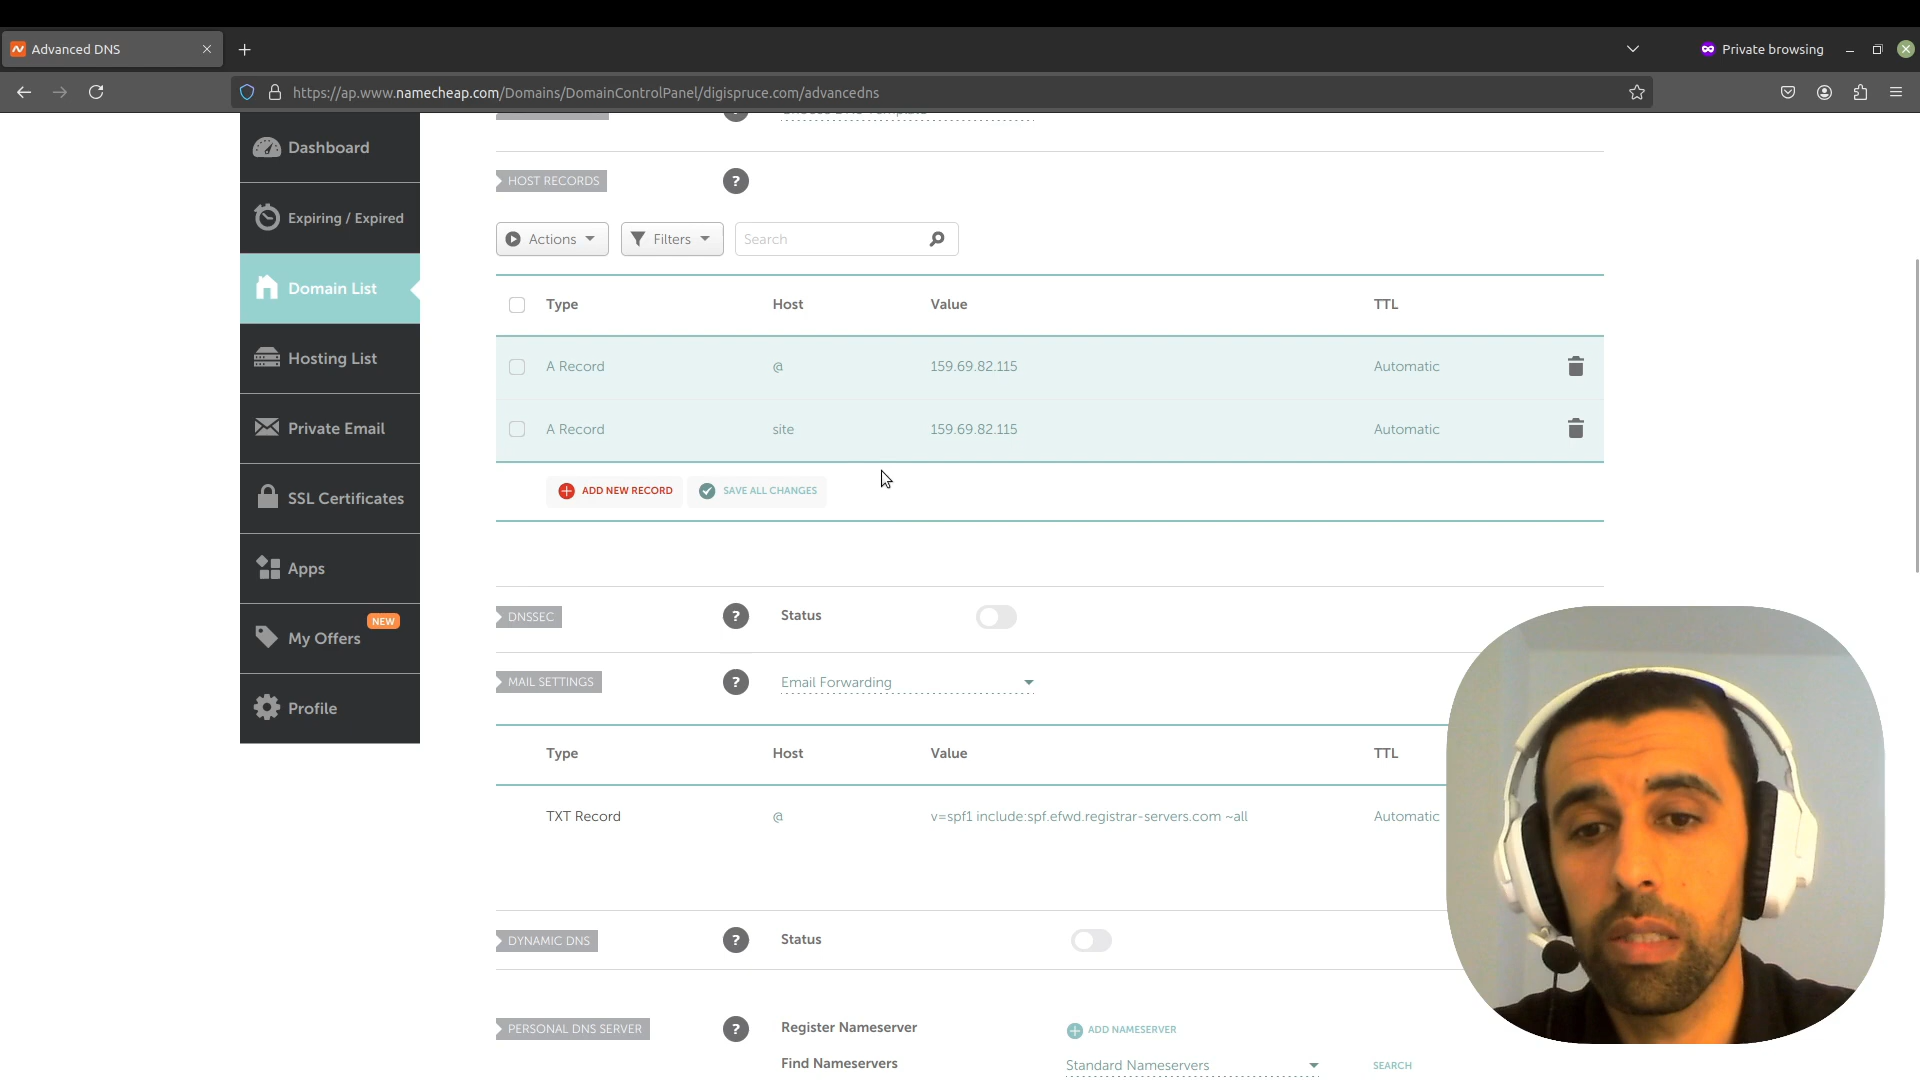 Advanced DNS
Private browsing
https://ap.www.namecheap.com/Domains/DomainControlPanel/digispruce.com/advancedns
Dashboard
Expiring / Expired
Domain List
Hosting List
Private Email
SSL Certificates
Apps
NEW
My Offers
Profile
HOST RECORDS ?
Actions Filters Search
Type Host Value TTL
A Record @ 159.69.82.115 Automatic
A Record site 159.69.82.115 Automatic
ADD NEW RECORD SAVE ALL CHANGES
DNSSEC ? Status
MAIL SETTINGS ? Email Forwarding
Type Host Value TTL
TXT Record @ v=spf1 include:spf.efwd.registrar-servers.com ~all Automatic
DYNAMIC DNS ? Status
PERSONAL DNS SERVER ? Register Nameserver ADD NAMESERVER
Find Nameservers Standard Nameservers SEARCH